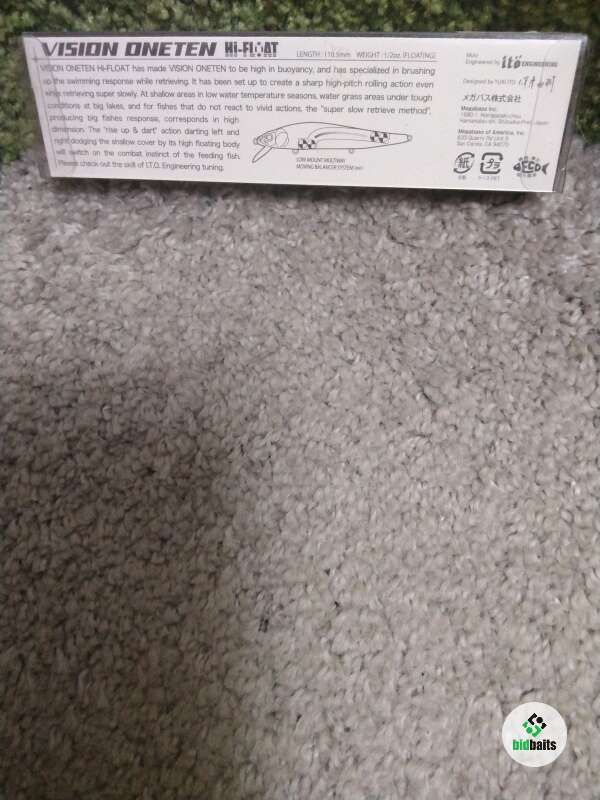 VISION ONETEN Hi-FLOAT LENGTH:110.5mm WEIGHT:1/2oz. [FLOATING]
VISION ONETEN Hi-FLOAT has made VISION ONETEN to be high in buoyancy, and has specialized in brushing
up the swimming response while retrieving. It has been set up to create a sharp high-pitch rolling action even
while retrieving super slowly. At shallow areas in low water temperature seasons, water grass areas under tough
conditions at big lakes, and for fishes that do not react to vivid actions, the "super slow retrieve method",
producing big fishes response, corresponds in high
dimension. The "rise up & dart" action darting left and
right dodging the shallow cover by its high floating body
will switch on the combat instinct of the feeding fish.
Please check out the skill of I.T.O. Engineering tuning.
LOW MOUNT MULTIWAY
MOVING BALANCER SYSTEM
Engineered by itö ENGINEERING
Designed by YUKI ITO
メガバス株式会社
Megabass Inc.
Megabass of America, Inc.
紙
プラ
bidbaits